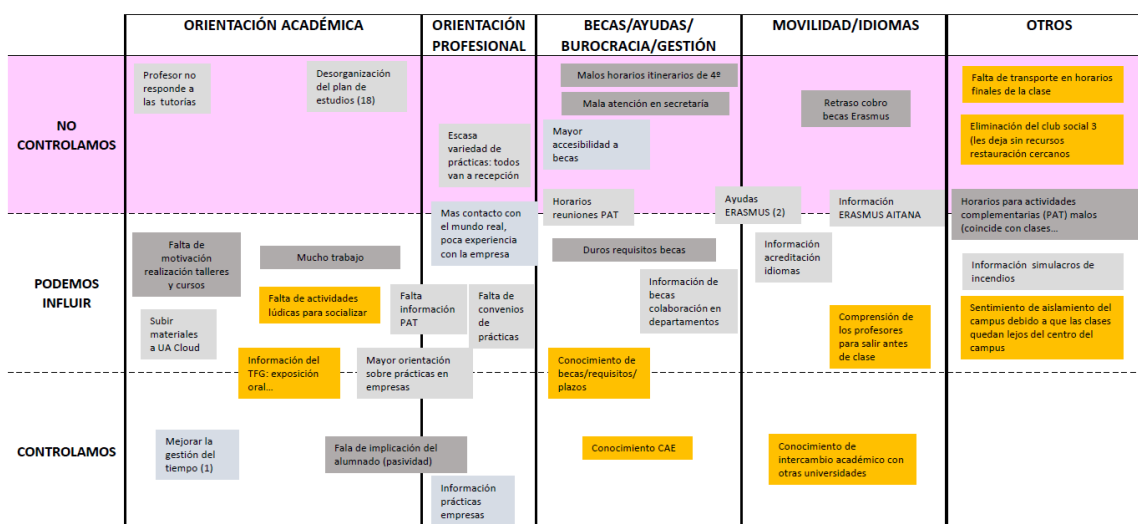 ORIENTACIÓN ACADÉMICA
ORIENTACIÓN
PROFESIONAL
BECAS/AYUDAS/
BUROCRACIA/GESTIÓN
MOVILIDAD/IDIOMAS
OTROS
NO
CONTROLAMOS
Profesor no
responde a
las tutorías
Desorganización
del plan de
estudios (18)
Escasa
variedad de
prácticas: todos
van a recepción
Malos horarios itinerarios de 4º
Mala atención en secretaría
Mayor
accesibilidad a
becas
Retraso cobro
becas Erasmus
Falta de transporte en horarios
finales de la clase
Eliminación del club social 3
(les deja sin recursos
restauración cercanos
Horarios
reuniones PAT
Ayudas
ERASMUS (2)
Información
ERASMUS AITANA
Horarios para actividades
complementarias (PAT) malos
(coincide con clases...
PODEMOS
INFLUIR
Falta de
motivación
realización talleres
y cursos
Mucho trabajo
Mas contacto con
el mundo real,
poca experiencia
con la empresa
Duros requisitos becas
Información
acreditación
idiomas
Información  simulacros de
incendios
Subir
materiales
a UA Cloud
Falta de actividades
lúdicas para socializar
Falta
información
PAT
Falta de
convenios
de
prácticas
Información de
becas
colaboración en
departamentos
Comprensión de
los profesores
para salir antes
de clase
Sentimiento de aislamiento del
campus debido a que las clases
quedan lejos del centro del
campus
Información del
TFG: exposición
oral...
Mayor orientación
sobre prácticas en
empresas
Conocimiento de
becas/requisitos/
plazos
CONTROLAMOS
Mejorar la
gestión del
tiempo (1)
Fala de implicación del
alumnado (pasividad)
Información
prácticas
empresas
Conocimiento CAE
Conocimiento de
intercambio académico con
otras universidades